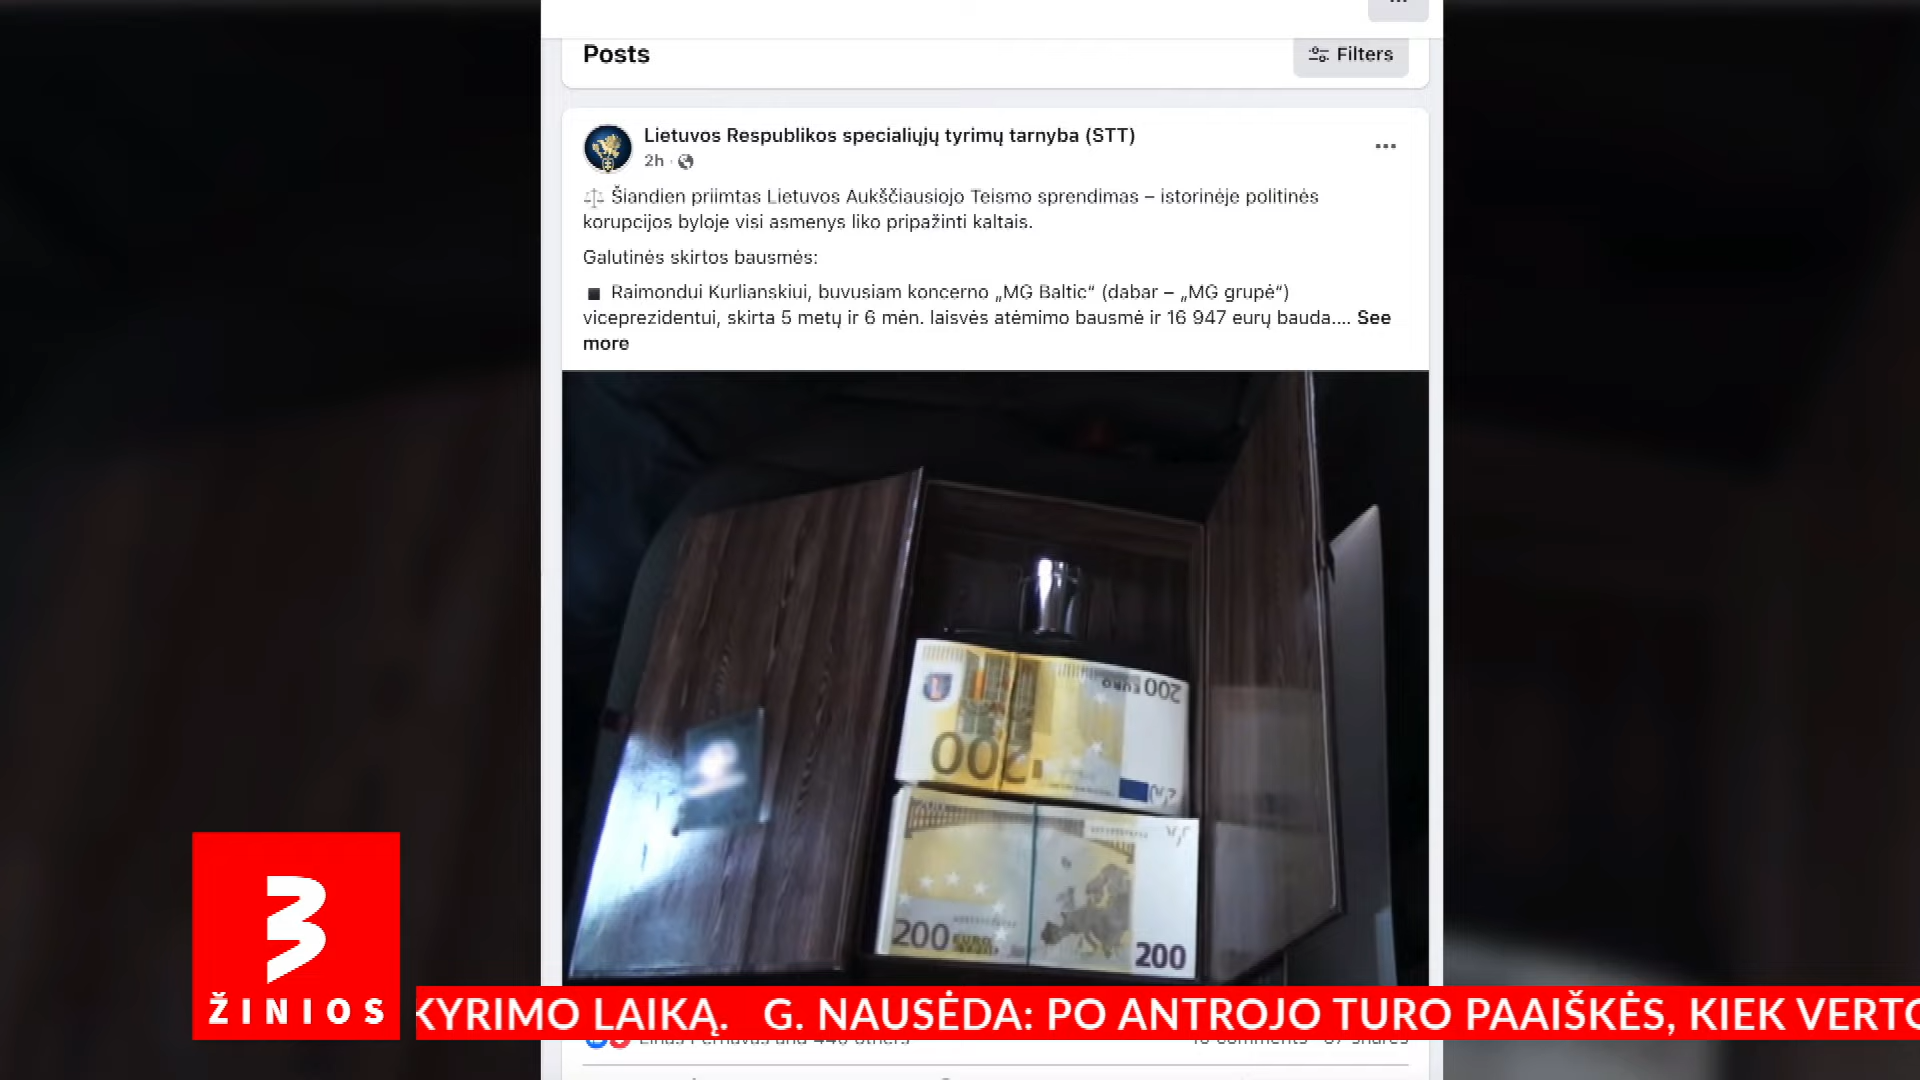 Posts
Filters
Lietuvos Respublikos specialiųjų tyrimų tarnyba (STT)
2h ·
Šiandien priimtas Lietuvos Aukščiausiojo Teismo sprendimas – istorinėje politinės
korupcijos byloje visi asmenys liko pripažinti kaltais.
Galutinės skirtos bausmės:
▪ Raimondui Kurlianskiui, buvusiam koncerno „MG Baltic“ (dabar – „MG grupė“)
viceprezidentui, skirta 5 metų ir 6 mėn. laisvės atėmimo bausmė ir 16 947 eurų bauda.... See
more
200 EURO
200
200 EURO
200
3
ŽINIOS
KYRIMO LAIKĄ. G. NAUSĖDA: PO ANTROJO TURO PAAIŠKĖS, KIEK VERTO